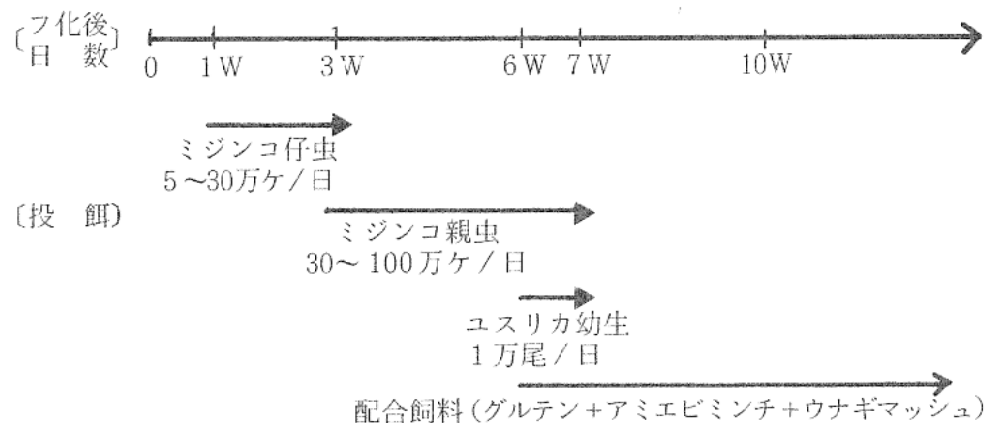 〔フ化後
日 数〕
0 1W 3W 6W 7W 10W
ミジンコ仔虫
5~30万ケ/日
〔投 餌〕
ミジンコ親虫
30~100万ケ/日
ユスリカ幼生
1万尾/日
配合飼料(グルテン+アミエビミンチ+ウナギマッシュ)